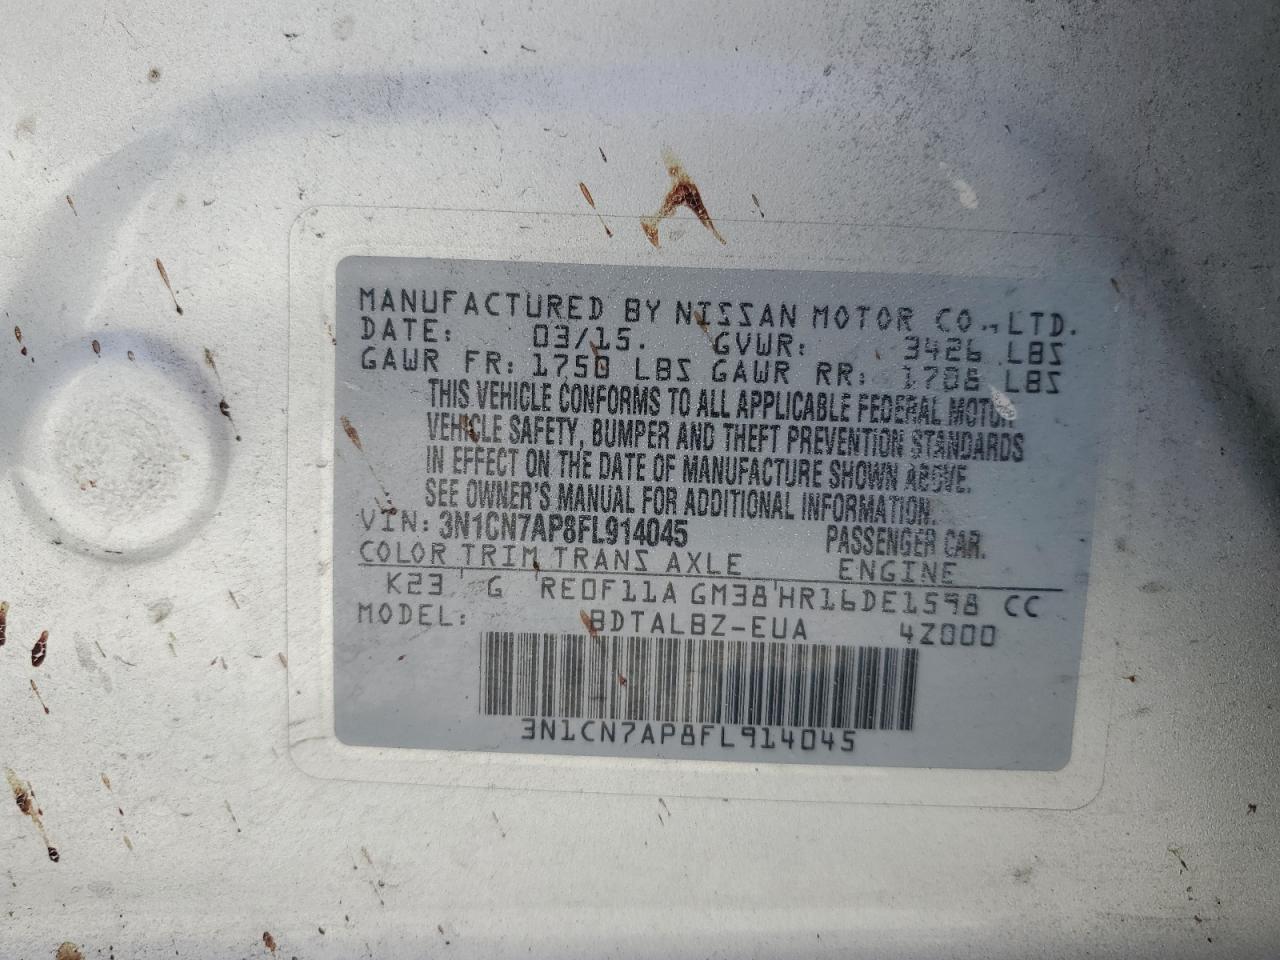 MANUFACTURED BY NISSAN MOTOR CO., LTD.
DATE: 03/15. GVWR: 3426 LBS
GAWR FR: 1750 LBS GAWR RR: 1706 LBS
THIS VEHICLE CONFORMS TO ALL APPLICABLE FEDERAL MOTOR
VEHICLE SAFETY, BUMPER AND THEFT PREVENTION STANDARDS
IN EFFECT ON THE DATE OF MANUFACTURE SHOWN ABOVE.
SEE OWNER'S MANUAL FOR ADDITIONAL INFORMATION.
VIN: 3N1CN7AP8FL914045 PASSENGER CAR.
COLOR TRIM TRANS AXLE ENGINE
K23 G RE0F11A GM38 HR16DE1598 CC
MODEL: BDTALBZ-EUA 4Z000
3N1CN7AP8FL914045